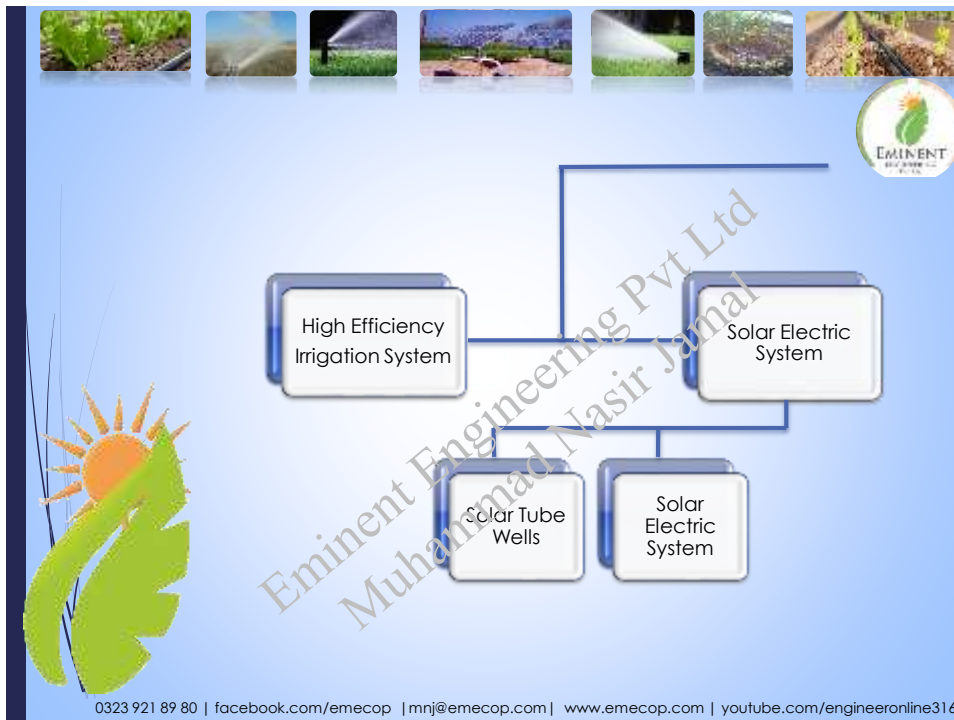 EMINENT
High Efficiency
Irrigation System
Solar Electric
System
Solar Tube
Wells
Solar
Electric
System
Eminent Engineering Pvt Ltd
Muhammad Nasir Jamal
0323 921 89 80 | facebook.com/emecop |mnj@emecop.com| www.emecop.com | youtube.com/engineeronline316